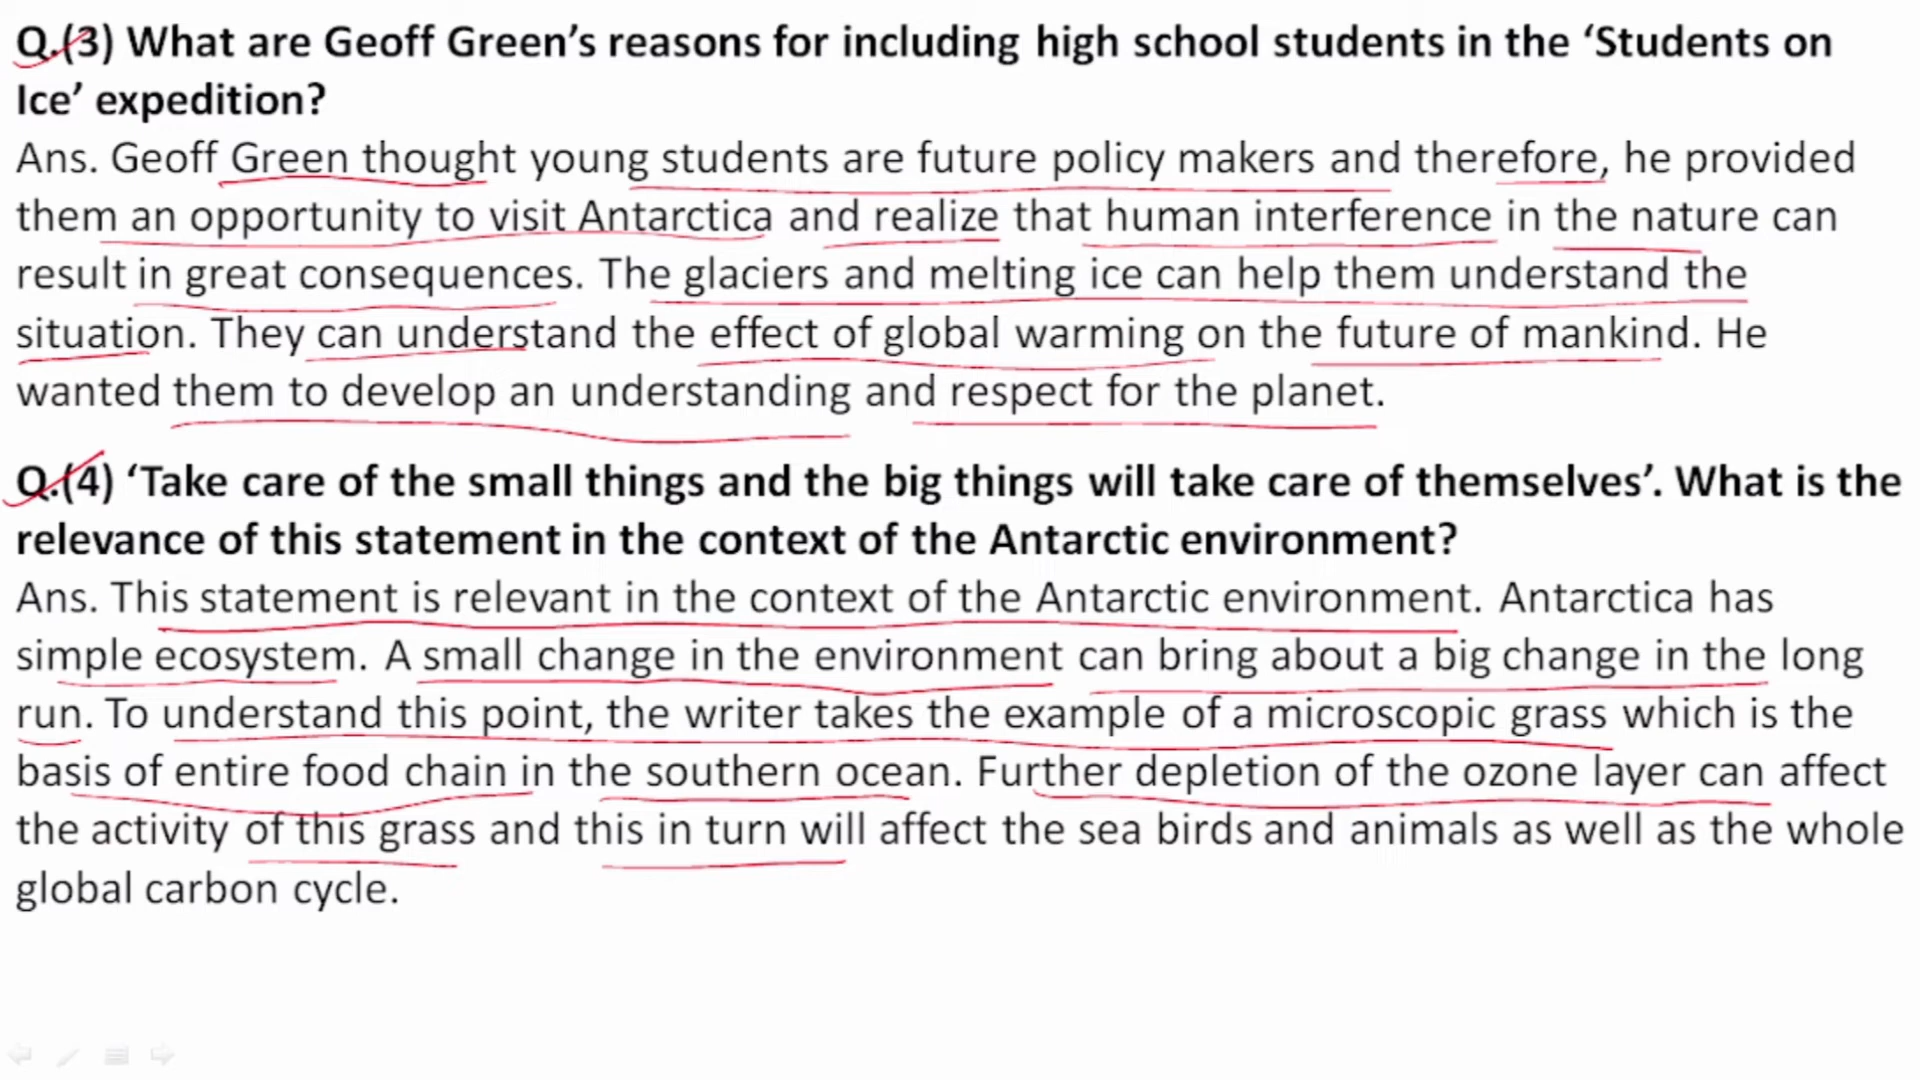 Q.(3) What are Geoff Green’s reasons for including high school students in the ‘Students on
Ice’ expedition?
Ans. Geoff Green thought young students are future policy makers and therefore, he provided
them an opportunity to visit Antarctica and realize that human interference in the nature can
result in great consequences. The glaciers and melting ice can help them understand the
situation. They can understand the effect of global warming on the future of mankind. He
wanted them to develop an understanding and respect for the planet.
Q.(4) ‘Take care of the small things and the big things will take care of themselves’. What is the
relevance of this statement in the context of the Antarctic environment?
Ans. This statement is relevant in the context of the Antarctic environment. Antarctica has
simple ecosystem. A small change in the environment can bring about a big change in the long
run. To understand this point, the writer takes the example of a microscopic grass which is the
basis of entire food chain in the southern ocean. Further depletion of the ozone layer can affect
the activity of this grass and this in turn will affect the sea birds and animals as well as the whole
global carbon cycle.